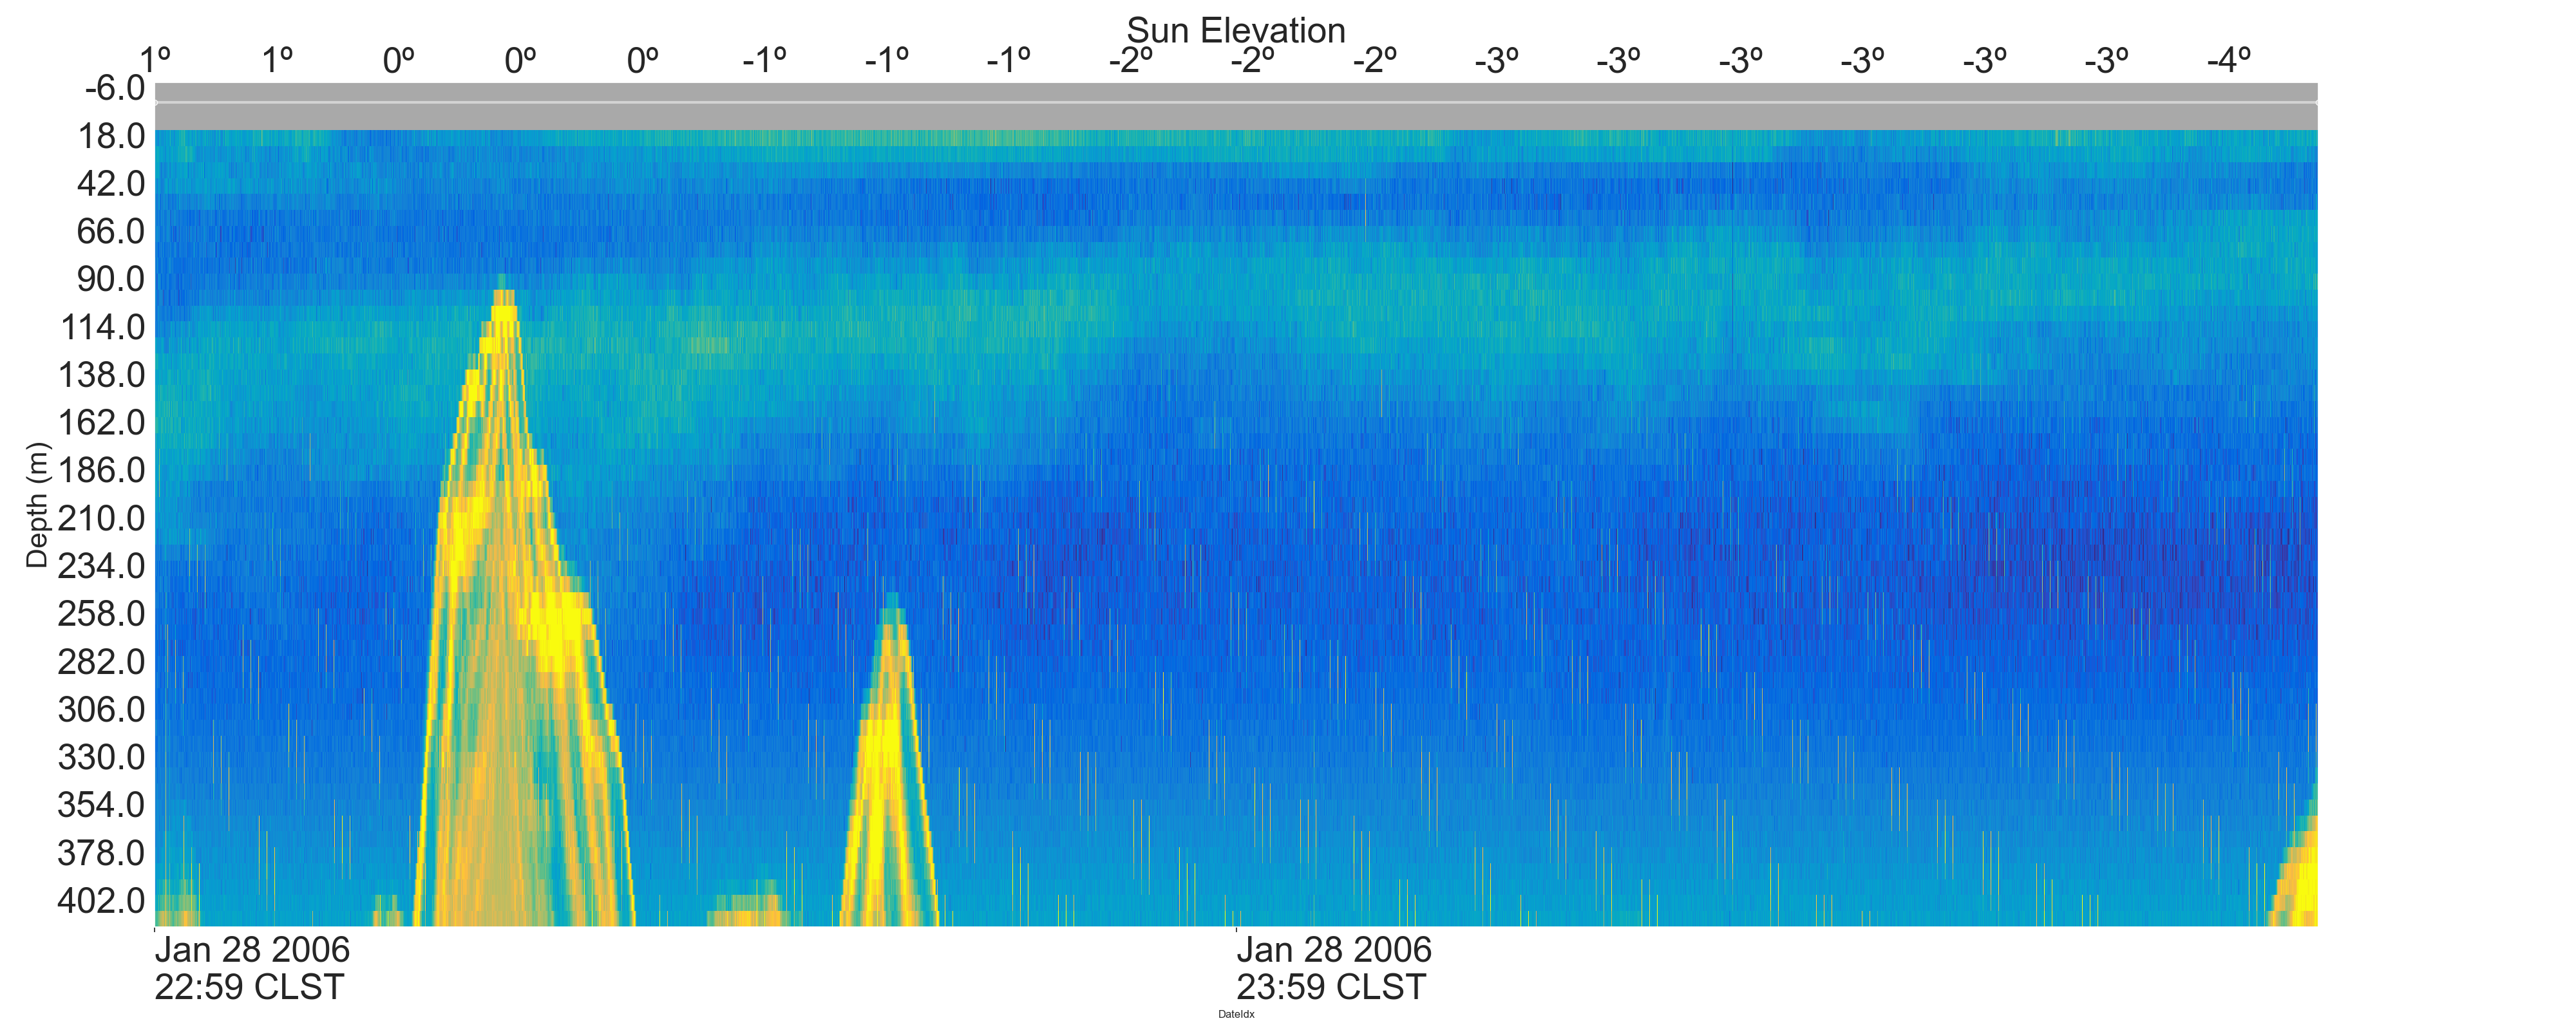 Sun Elevation
1º 1º 0º 0º 0º -1º -1º -1º -2º -2º -2º -3º -3º -3º -3º -3º -3º -4º
-6.0
18.0
42.0
66.0
90.0
114.0
138.0
162.0
186.0
210.0
234.0
258.0
282.0
306.0
330.0
354.0
378.0
402.0
Depth (m)
Jan 28 2006
22:59 CLST
Jan 28 2006
23:59 CLST
DateIdx